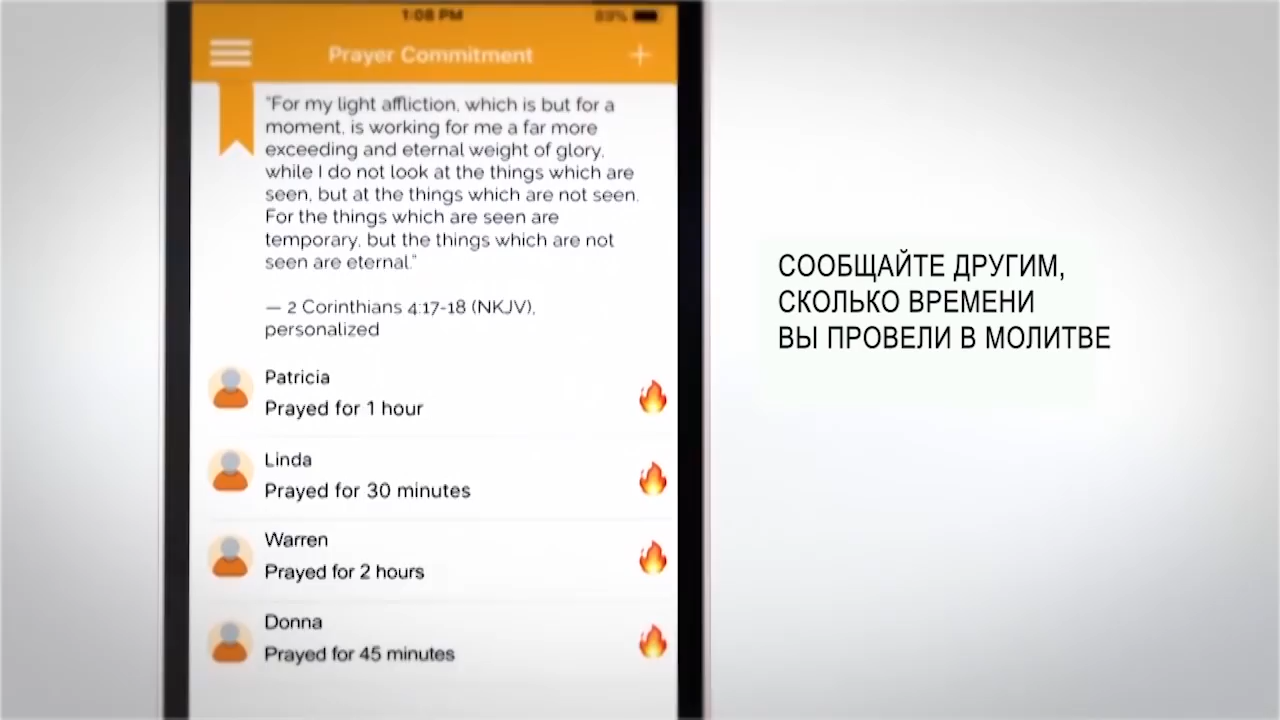 1:08 PM
89%
Prayer Commitment
"For my light affliction, which is but for a
moment, is working for me a far more
exceeding and eternal weight of glory,
while I do not look at the things which are
seen, but at the things which are not seen.
For the things which are seen are
temporary, but the things which are not
seen are eternal."
— 2 Corinthians 4:17-18 (NKJV),
personalized
Patricia
Prayed for 1 hour
Linda
Prayed for 30 minutes
Warren
Prayed for 2 hours
Donna
Prayed for 45 minutes
СООБЩАЙТЕ ДРУГИМ,
СКОЛЬКО ВРЕМЕНИ
ВЫ ПРОВЕЛИ В МОЛИТВЕ